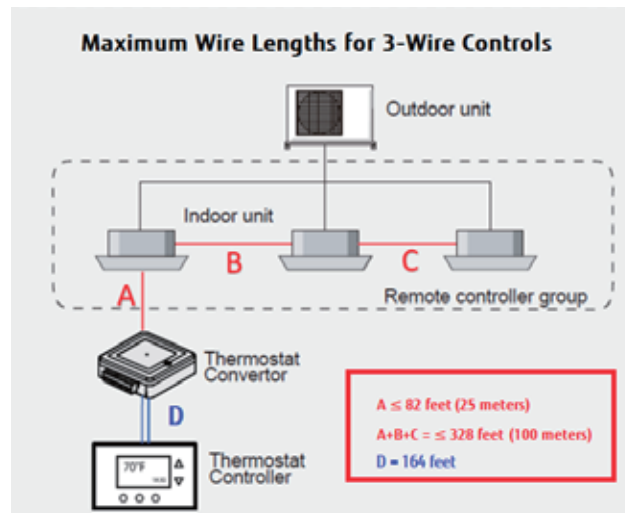 Maximum Wire Lengths for 3-Wire Controls
Outdoor unit
Indoor unit
B
C
A
Remote controller group
Thermostat
Convertor
D
A ≤ 82 feet (25 meters)
A+B+C = ≤ 328 feet (100 meters)
D = 164 feet
70°F
Thermostat
Controller